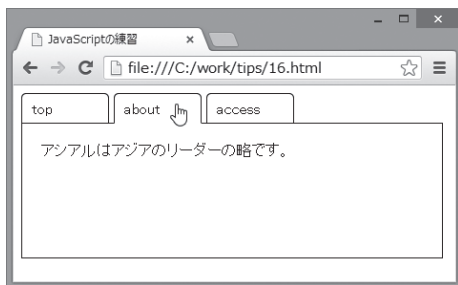 JavaScriptの練習
file:///C:/work/tips/16.html
top
about
access
アシアルはアジアのリーダーの略です。